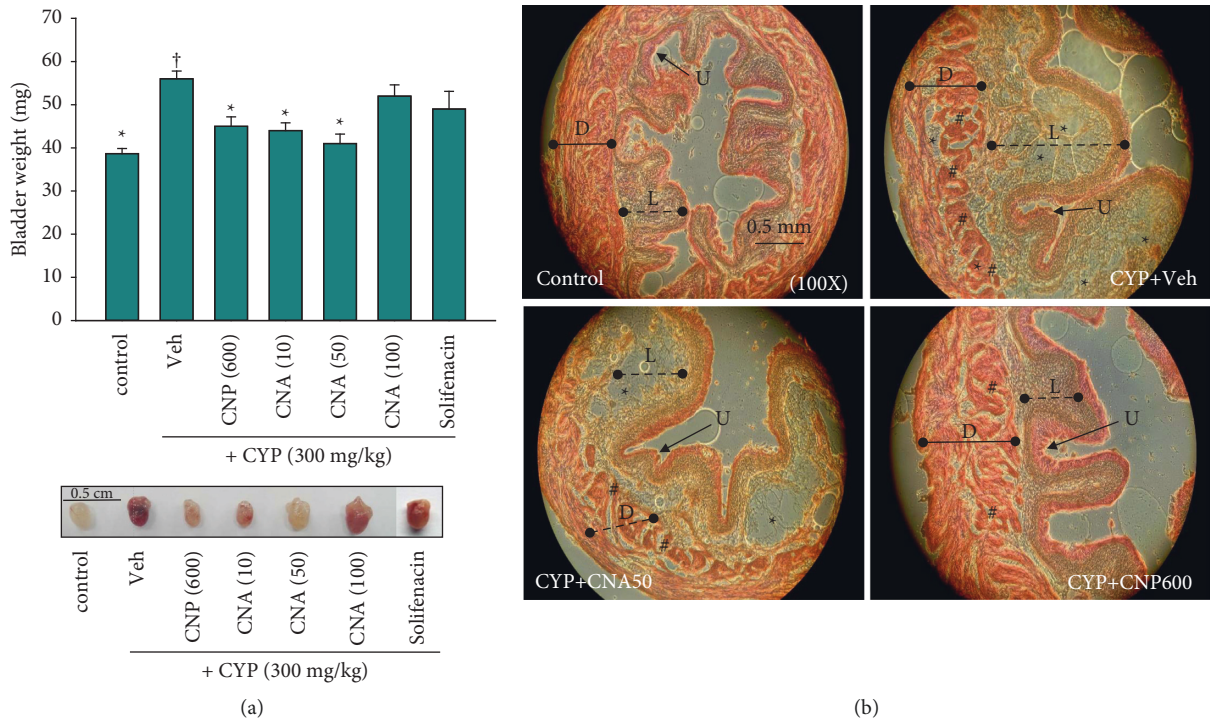 70
60
50
40
30
20
10
0
Bladder weight (mg)
*
†
*
*
*
control
Veh
CNP (600)
CNA (10)
CNA (50)
CNA (100)
Solifenacin
+ CYP (300 mg/kg)
0.5 cm
control
Veh
CNP (600)
CNA (10)
CNA (50)
CNA (100)
Solifenacin
+ CYP (300 mg/kg)
(a)
U
D
L
0.5 mm
Control
(100X)
D
#
*
L*
*
#
U
#
*
*
#
*
CYP+Veh
L
*
U
#
D
#
*
CYP+CNA50
#
L
U
D
#
CYP+CNP600
(b)